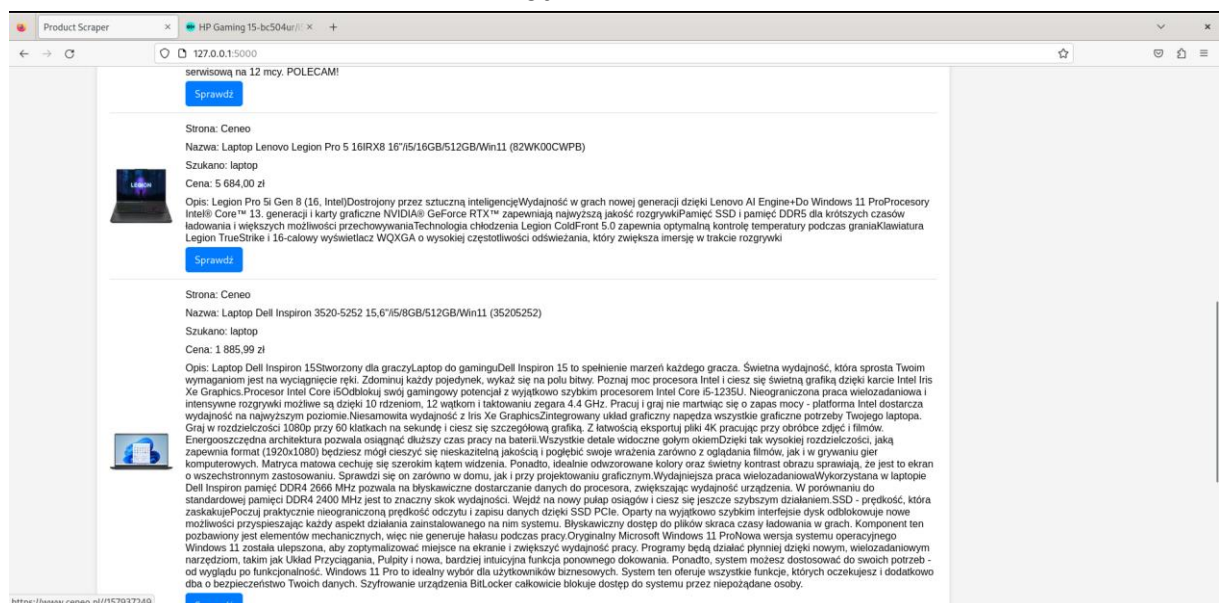 Product Scraper
HP Gaming 15-bc504ur/i5
127.0.0.1:5000
serwisową na 12 mcy. POLECAM!
Sprawdź
Strona: Ceneo
Nazwa: Laptop Lenovo Legion Pro 5 16IRX8 16"/i5/16GB/512GB/Win11 (82WK00CWPB)
Szukano: laptop
LEGION
Cena: 5 684,00 zł
Opis: Legion Pro 5i Gen 8 (16, Intel)Dostrojony przez sztuczną inteligencjęWydajność w grach nowej generacji dzięki Lenovo AI Engine+Do Windows 11 ProProcesory
Intel® Core™ 13. generacji i karty graficzne NVIDIA® GeForce RTX™ zapewniają najwyższą jakość rozgrywkiPamięć SSD i pamięć DDR5 dla krótszych czasów
ładowania i większych możliwości przechowywaniaTechnologia chłodzenia Legion ColdFront 5.0 zapewnia optymalną kontrolę temperatury podczas graniaKlawiatura
Legion TrueStrike i 16-calowy wyświetlacz WQXGA o wysokiej częstotliwości odświeżania, który zwiększa imersję w trakcie rozgrywki
Sprawdź
Strona: Ceneo
Nazwa: Laptop Dell Inspiron 3520-5252 15,6"/i5/8GB/512GB/Win11 (35205252)
Szukano: laptop
Cena: 1 885,99 zł
Opis: Laptop Dell Inspiron 15Stworzony dla graczyLaptop do gaminguDell Inspiron 15 to spełnienie marzeń każdego gracza. Świetna wydajność, która sprosta Twoim
wymaganiom jest na wyciągnięcie ręki. Zdominuj każdy pojedynek, wykaż się na polu bitwy. Poznaj moc procesora Intel i ciesz się świetną grafiką dzięki karcie Intel Iris
Xe Graphics.Procesor Intel Core i5Odblokuj swój gamingowy potencjał z wyjątkowo szybkim procesorem Intel Core i5-1235U. Nieograniczona praca wielozadaniowa i
intensywne rozgrywki możliwe są dzięki 10 rdzeniom, 12 wątkom i taktowaniu zegara 4.4 GHz. Pracuj i graj nie martwiąc się o zapas mocy - platforma Intel dostarcza
wydajność na najwyższym poziomie.Niesamowita wydajność z Iris Xe GraphicsZintegrowany układ graficzny napędza wszystkie graficzne potrzeby Twojego laptopa.
Graj w rozdzielczości 1080p przy 60 klatkach na sekundę i ciesz się szczegółową grafiką. Z łatwością eksportuj pliki 4K pracując przy obróbce zdjęć i filmów.
Energooszczędna architektura pozwala osiągnąć dłuższy czas pracy na baterii.Wszystkie detale widoczne gołym okiemDzięki tak wysokiej rozdzielczości, jaką
zapewnia format (1920x1080) będziesz mógł cieszyć się nieskazitelną jakością i pogłębić swoje wrażenia zarówno z oglądania filmów, jak i w grywaniu gier
komputerowych. Matryca matowa cechuję się szerokim kątem widzenia. Ponadto, idealnie odwzorowane kolory oraz świetny kontrast obrazu sprawiają, że jest to ekran
o wszechstronnym zastosowaniu. Sprawdzi się on zarówno w domu, jak i przy projektowaniu graficznym.Wydajniejsza praca wielozadaniowaWykorzystana w laptopie
Dell Inspiron pamięć DDR4 2666 MHz pozwala na błyskawiczne dostarczanie danych do procesora, zwiększając wydajność urządzenia. W porównaniu do
standardowej pamięci DDR4 2400 MHz jest to znaczny skok wydajności. Wejdź na nowy pułap osiągów i ciesz się jeszcze szybszym działaniem.SSD - prędkość, która
zaskakujePoczuj praktycznie nieograniczoną prędkość odczytu i zapisu danych dzięki SSD PCIe. Oparty na wyjątkowo szybkim interfejsie dysk odblokowuje nowe
możliwości przyspieszając każdy aspekt działania zainstalowanego na nim systemu. Błyskawiczny dostęp do plików skraca czasy ładowania w grach. Komponent ten
pozbawiony jest elementów mechanicznych, więc nie generuje hałasu podczas pracy.Oryginalny Microsoft Windows 11 ProNowa wersja systemu operacyjnego
Windows 11 została ulepszona, aby zoptymalizować miejsce na ekranie i zwiększyć wydajność pracy. Programy będą działać płynniej dzięki nowym, wielozadaniowym
narzędziom, takim jak Układ Przyciągania, Pulpity i nowa, bardziej intuicyjna funkcja ponownego dokowania. Ponadto, system możesz dostosować do swoich potrzeb -
od wyglądu po funkcjonalność. Windows 11 Pro to idealny wybór dla użytkowników biznesowych. System ten oferuje wszystkie funkcje, których oczekujesz i dodatkowo
dba o bezpieczeństwo Twoich danych. Szyfrowanie urządzenia BitLocker całkowicie blokuje dostęp do systemu przez niepożądane osoby.
https://www.ceneo.pl//157937249